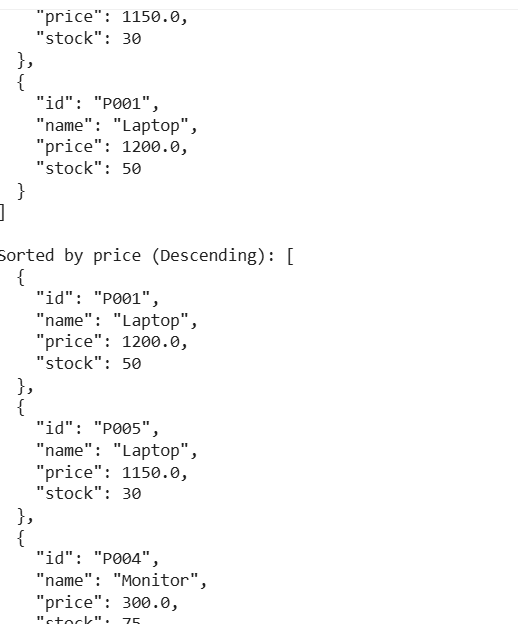 "price": 1150.0,
    "stock": 30
  },
  {
    "id": "P001",
    "name": "Laptop",
    "price": 1200.0,
    "stock": 50
  }
]

Sorted by price (Descending): [
  {
    "id": "P001",
    "name": "Laptop",
    "price": 1200.0,
    "stock": 50
  },
  {
    "id": "P005",
    "name": "Laptop",
    "price": 1150.0,
    "stock": 30
  },
  {
    "id": "P004",
    "name": "Monitor",
    "price": 300.0,
    "stock": 75